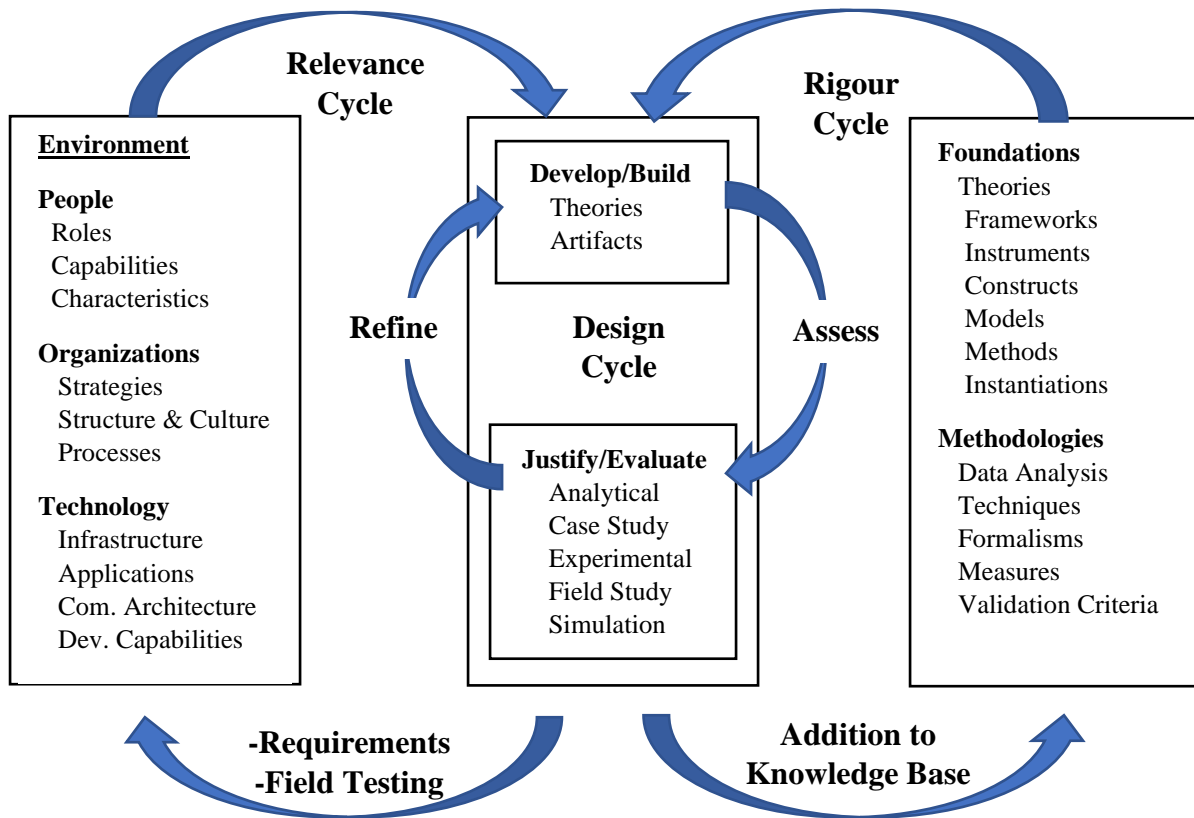 Relevance
Cycle
Rigour
Cycle
Environment
People
Roles
Capabilities
Characteristics
Organizations
Strategies
Structure & Culture
Processes
Technology
Infrastructure
Applications
Com. Architecture
Dev. Capabilities
Develop/Build
Theories
Artifacts
Refine
Design
Cycle
Assess
Justify/Evaluate
Analytical
Case Study
Experimental
Field Study
Simulation
Foundations
Theories
Frameworks
Instruments
Constructs
Models
Methods
Instantiations
Methodologies
Data Analysis
Techniques
Formalisms
Measures
Validation Criteria
-Requirements
-Field Testing
Addition to
Knowledge Base